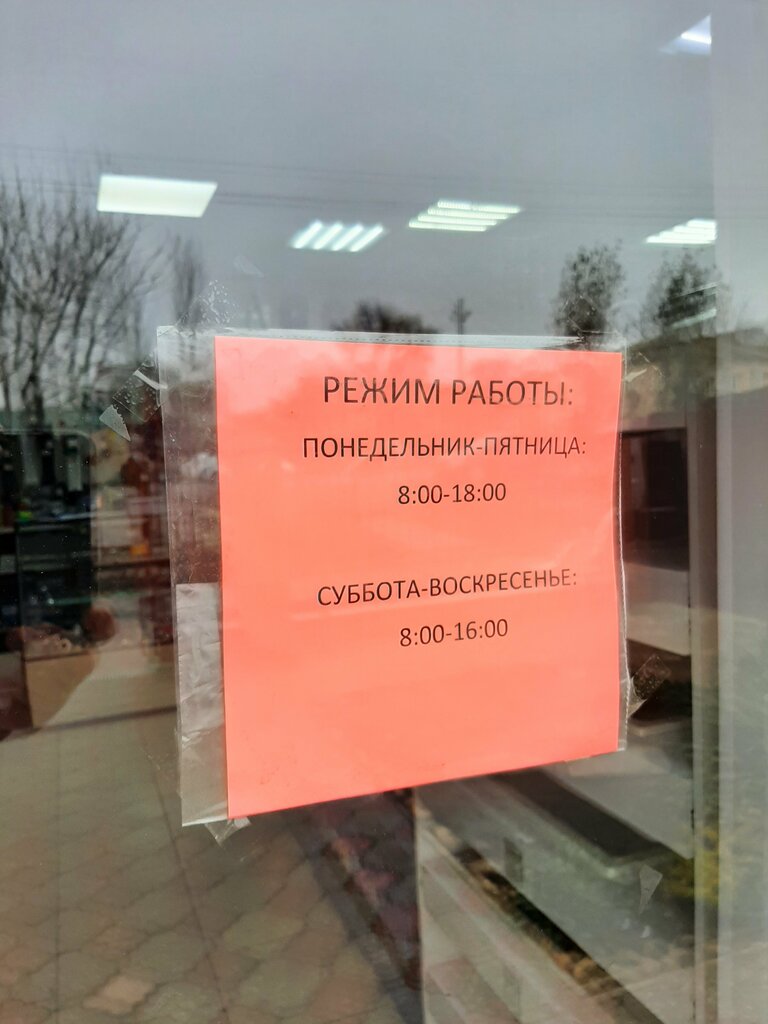 РЕЖИМ РАБОТЫ:
ПОНЕДЕЛЬНИК-ПЯТНИЦА:
8:00-18:00
СУББОТА-ВОСКРЕСЕНЬЕ:
8:00-16:00